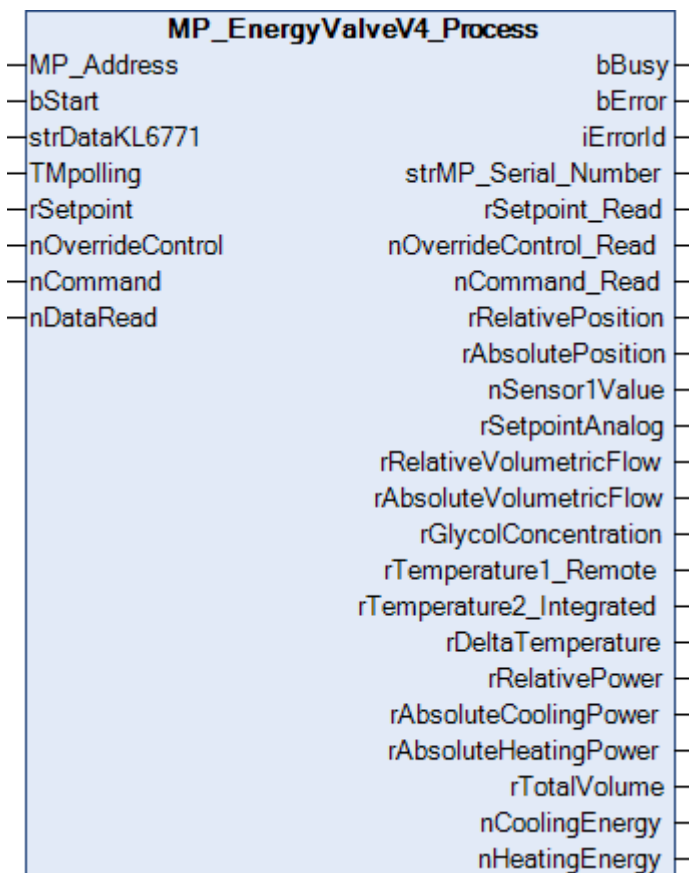 MP_EnergyValveV4_Process
MP_Address bBusy
bStart bError
strDataKL6771 iErrorId
TMpolling strMP_Serial_Number
rSetpoint rSetpoint_Read
nOverrideControl nOverrideControl_Read
nCommand nCommand_Read
nDataRead rRelativePosition
rAbsolutePosition
nSensor1Value
rSetpointAnalog
rRelativeVolumetricFlow
rAbsoluteVolumetricFlow
rGlycolConcentration
rTemperature1_Remote
rTemperature2_Integrated
rDeltaTemperature
rRelativePower
rAbsoluteCoolingPower
rAbsoluteHeatingPower
rTotalVolume
nCoolingEnergy
nHeatingEnergy